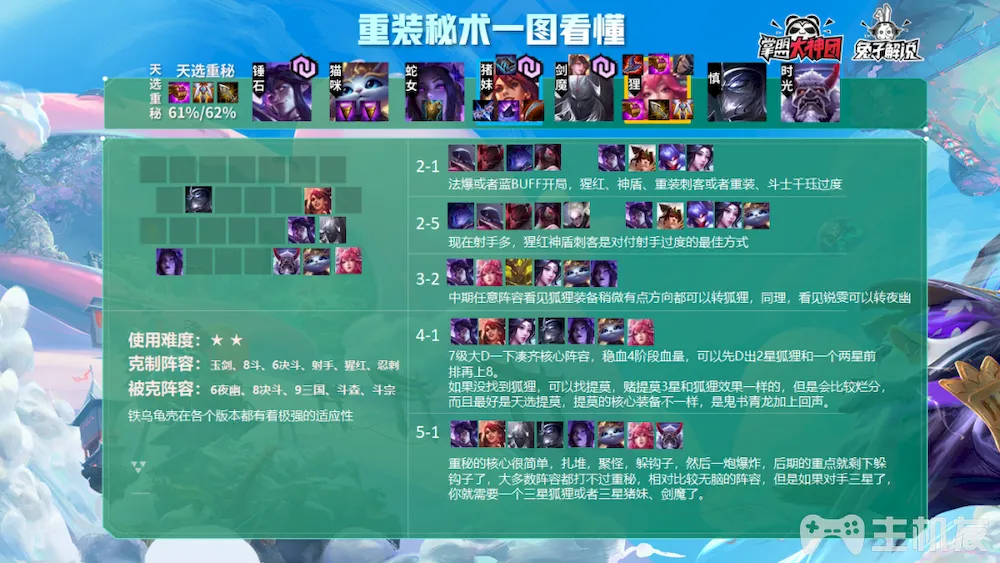 重装秘术一图看懂
掌盟大神团
兔子解说
天选重秘
天选重秘
61%/62%
锤石
猫咪
蛇女
猪妹
剑魔
狸
慎
时光
2-1
法爆或者蓝BUFF开局，猩红、神盾、重装刺客或者重装、斗士千珏过度
2-5
现在射手多，猩红神盾刺客是对付射手过度的最佳方式
3-2
中期任意阵容看见狐狸装备稍微有点方向都可以转狐狸，同理，看见锐雯可以转夜幽
4-1
7级大D一下凑齐核心阵容，稳血4阶段血量，可以先D出2星狐狸和一个两星前
排再上8。
如果没找到狐狸，可以找提莫，赌提莫3星和狐狸效果一样的，但是会比较烂分，
而且最好是天选提莫，提莫的核心装备不一样，是鬼书青龙加上回声。
5-1
重秘的核心很简单，扎堆，聚怪，躲钩子，然后一炮爆炸，后期的重点就剩下躲
钩子了，大多数阵容都打不过重秘，相对比较无脑的阵容，但是如果对手三星了，
你就需要一个三星狐狸或者三星猪妹、剑魔了。
使用难度：★ ★
克制阵容：玉剑、8斗、6决斗、射手、猩红、忍刺
被克阵容：6夜幽、8决斗、9三国、斗森、斗宗
铁乌龟壳在各个版本都有着极强的适应性
主机友